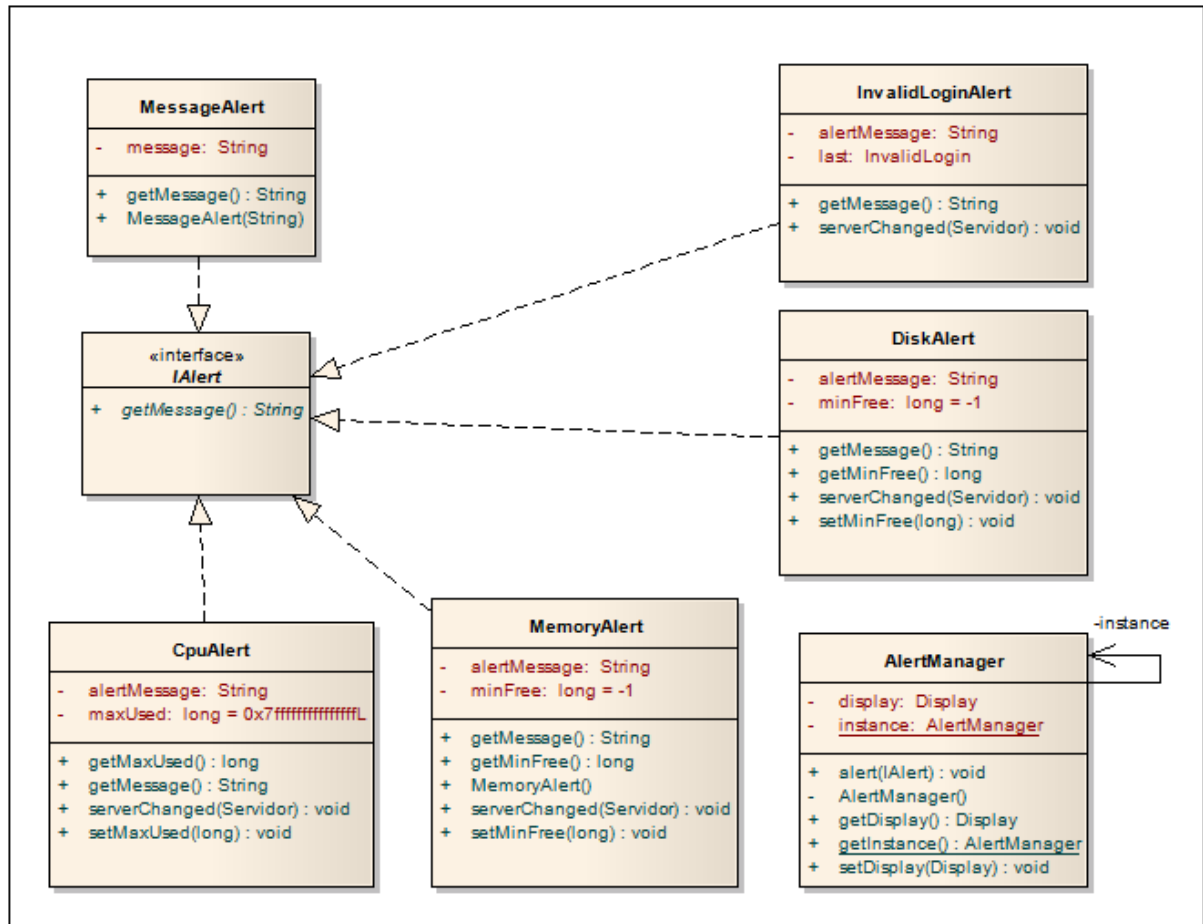 MessageAlert
- message: String
+ getMessage() : String
+ MessageAlert(String)
InvalidLoginAlert
- alertMessage: String
- last: InvalidLogin
+ getMessage() : String
+ serverChanged(Servidor) : void
«interface»
IAlert
+ getMessage() : String
DiskAlert
- alertMessage: String
- minFree: long = -1
+ getMessage() : String
+ getMinFree() : long
+ serverChanged(Servidor) : void
+ setMinFree(long) : void
CpuAlert
- alertMessage: String
- maxUsed: long = 0x7fffffffffffffffL
+ getMaxUsed() : long
+ getMessage() : String
+ serverChanged(Servidor) : void
+ setMaxUsed(long) : void
MemoryAlert
- alertMessage: String
- minFree: long = -1
+ getMessage() : String
+ getMinFree() : long
+ MemoryAlert()
+ serverChanged(Servidor) : void
+ setMinFree(long) : void
-instance
AlertManager
- display: Display
- instance: AlertManager
+ alert(IAlert) : void
- AlertManager()
+ getDisplay() : Display
+ getInstance() : AlertManager
+ setDisplay(Display) : void